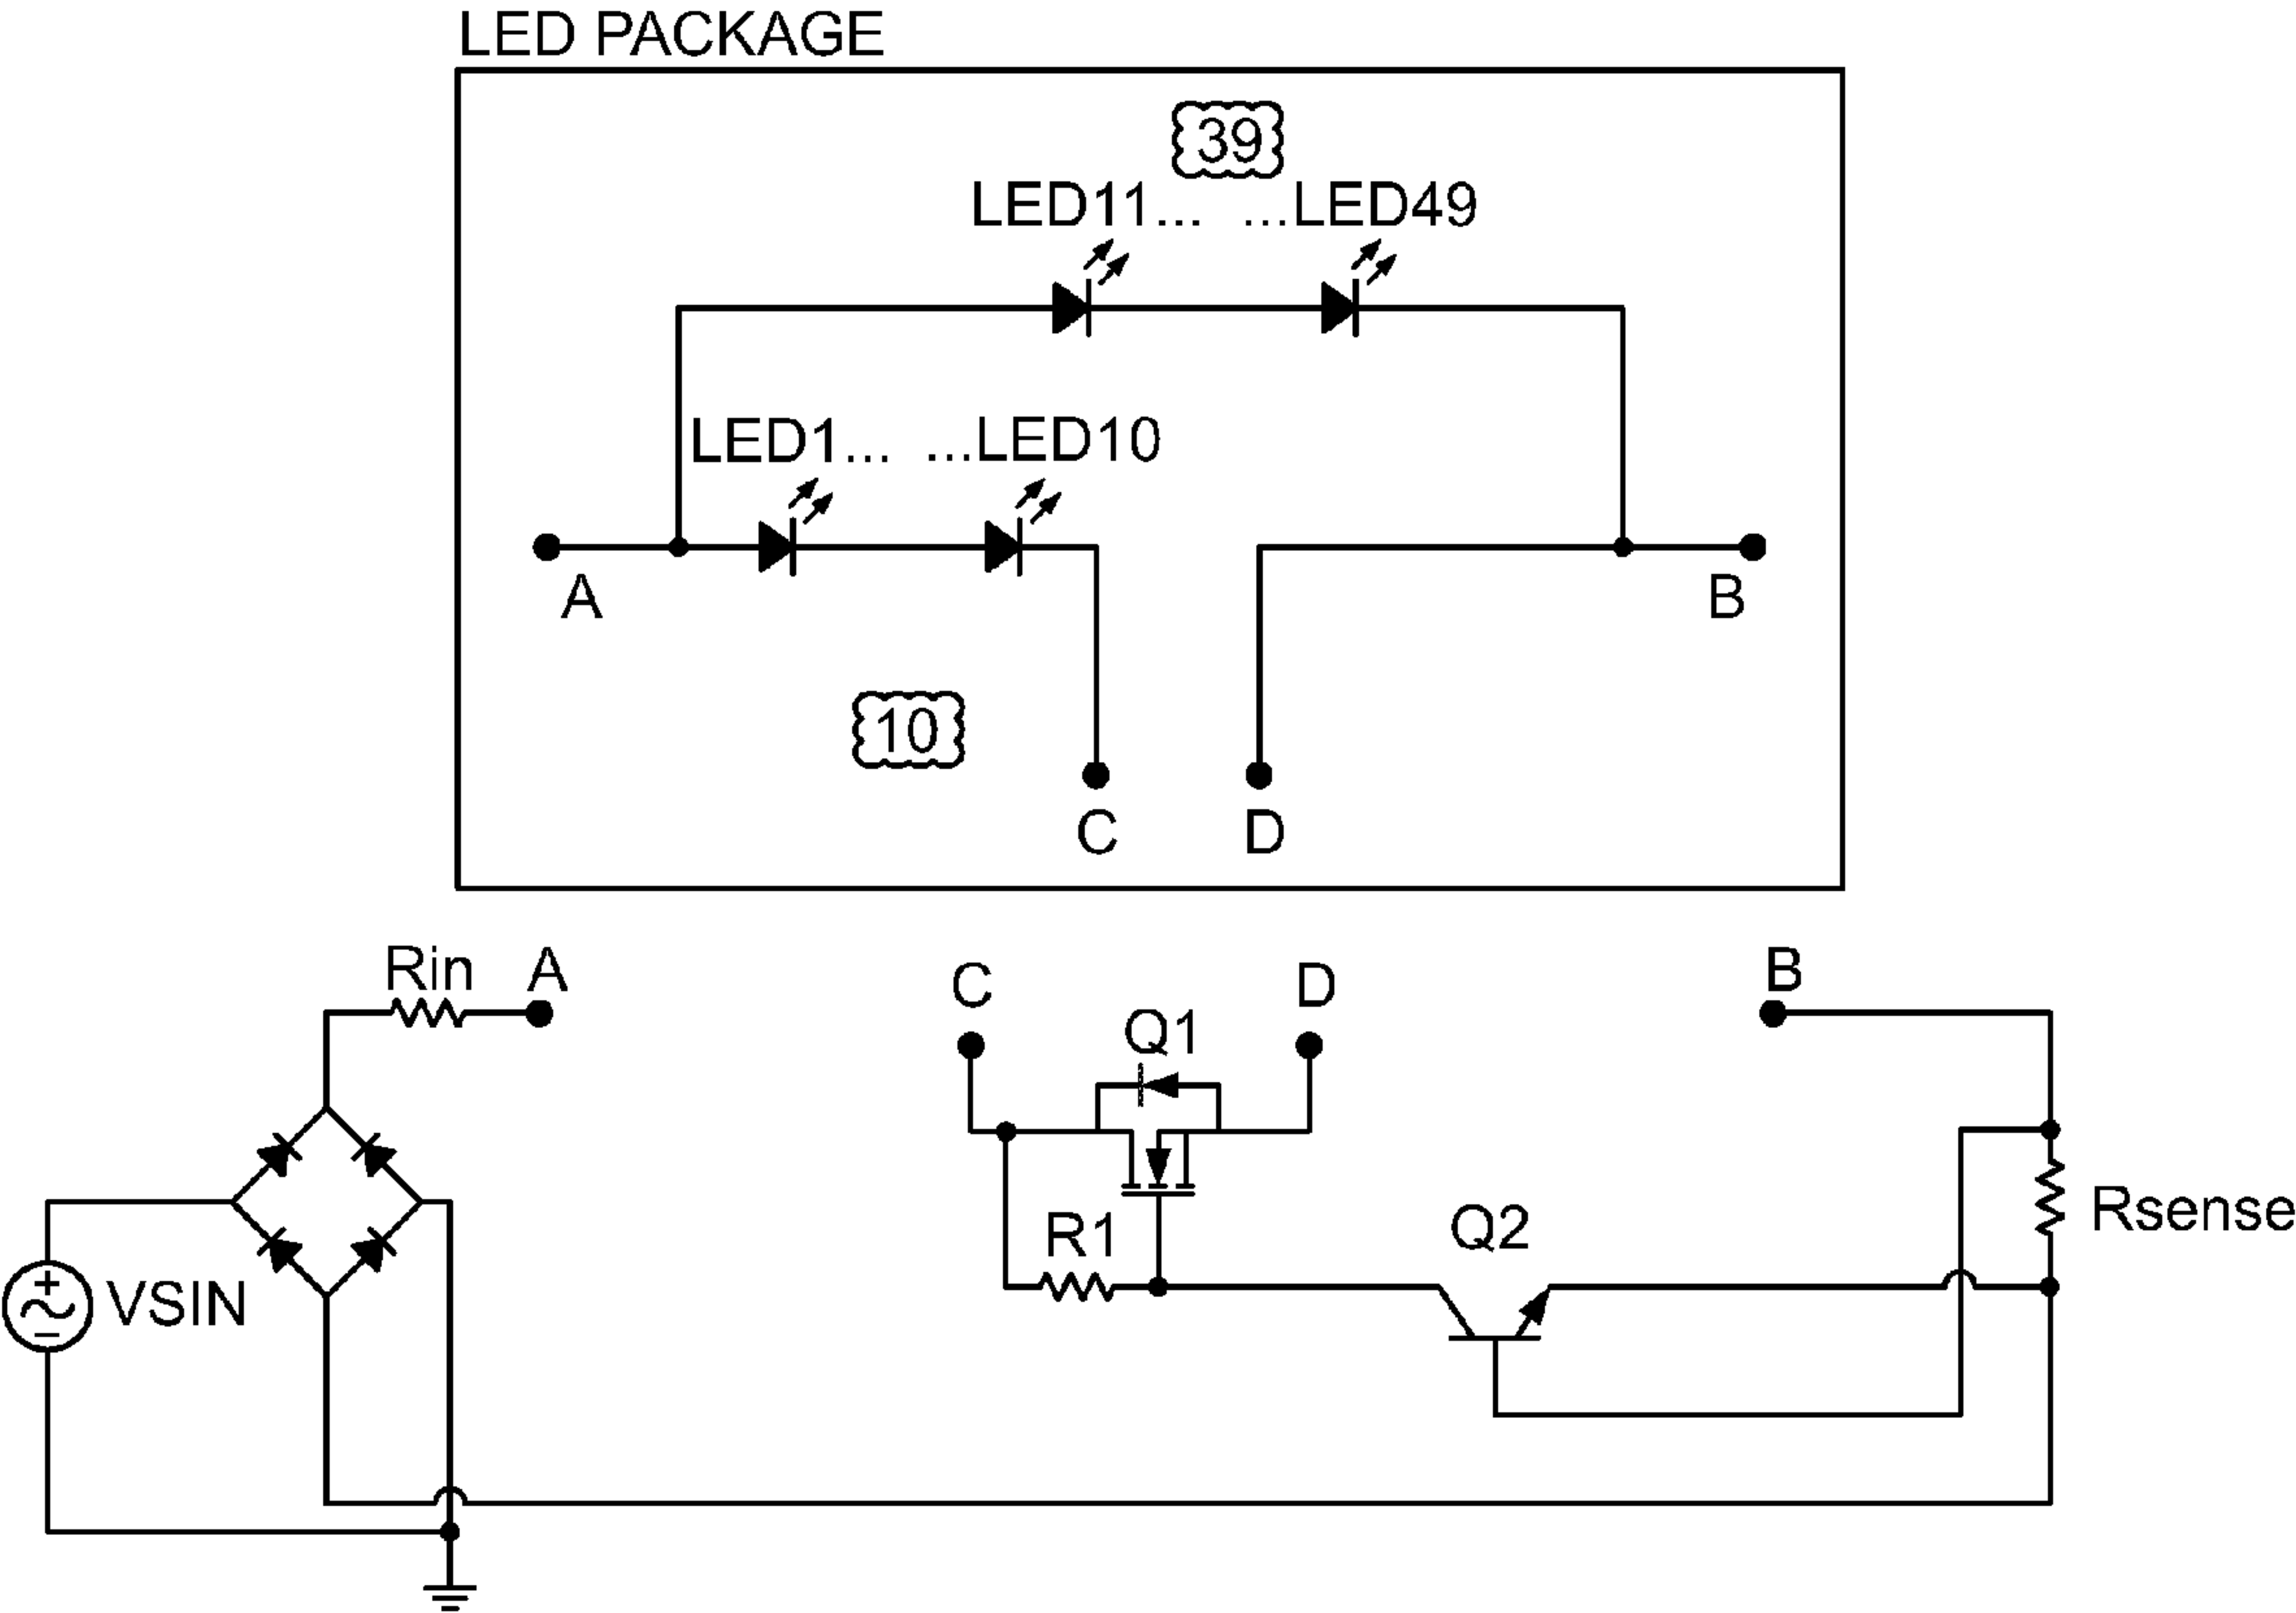 LED PACKAGE
39
LED11... ...LED49
LED1... ...LED10
A
B
10
C
D
Rin
A
C
D
B
Q1
Rsense
R1
Q2
VSIN